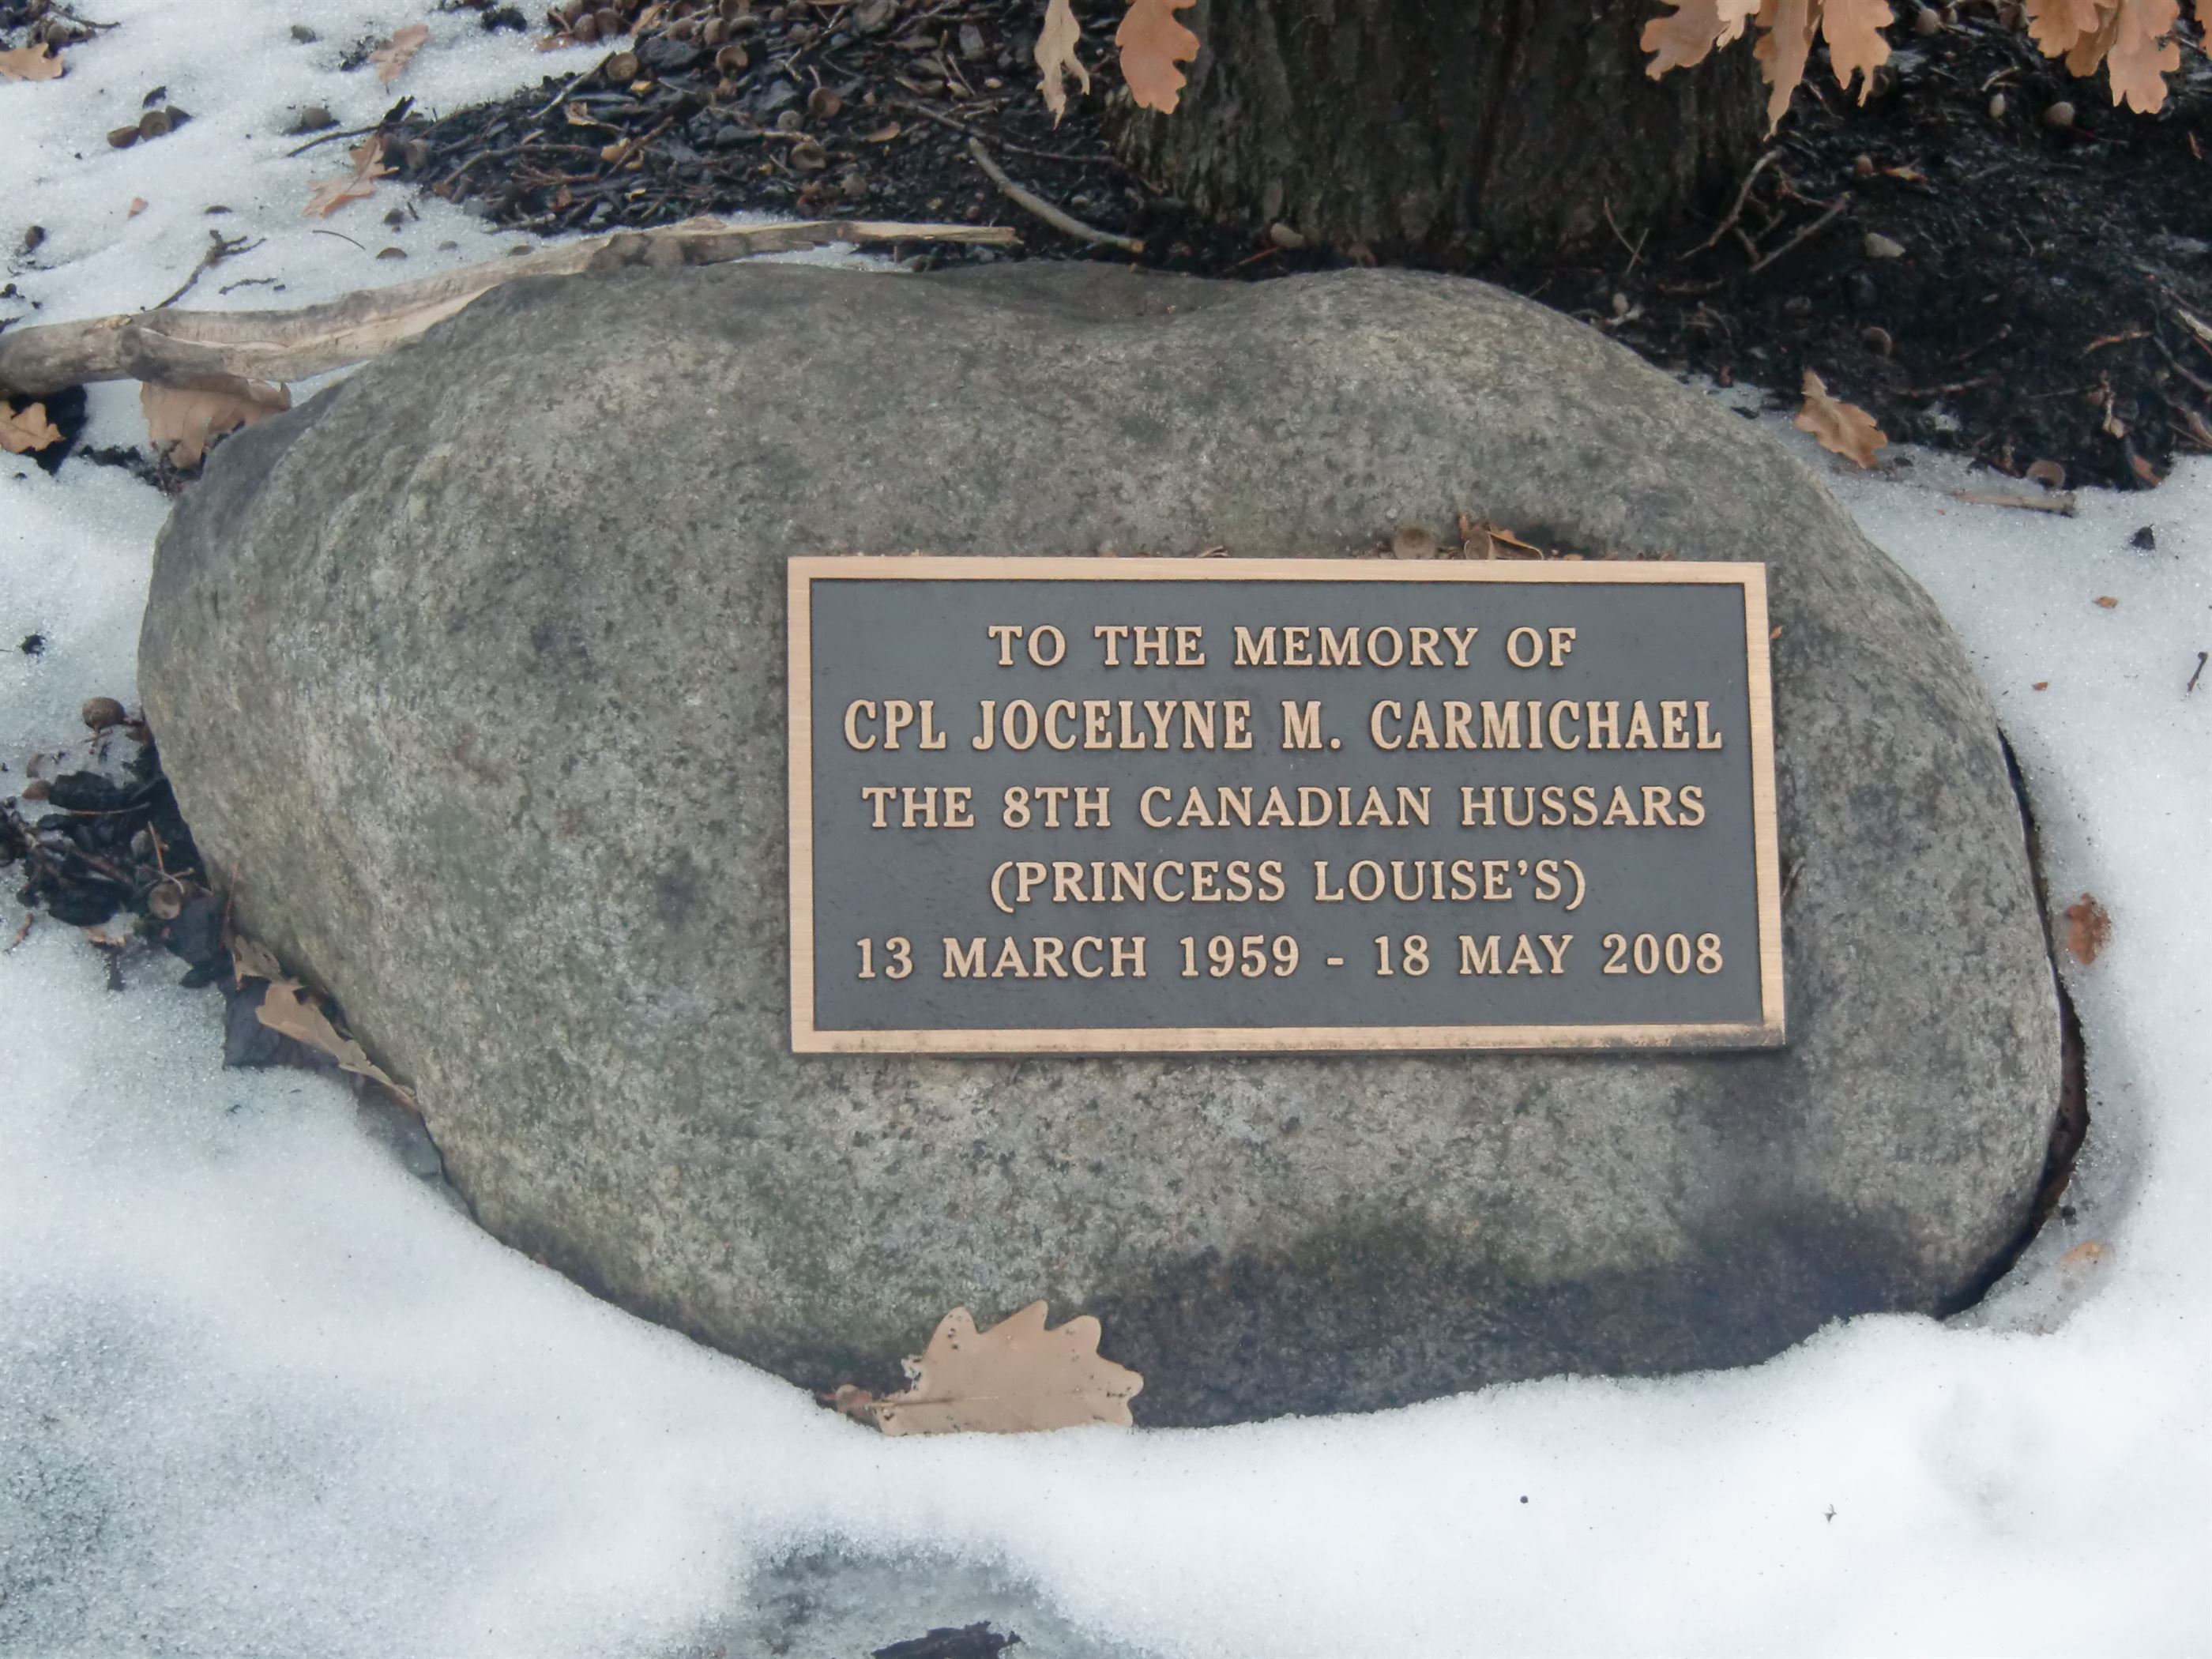 TO THE MEMORY OF
CPL JOCELYNE M. CARMICHAEL
THE 8TH CANADIAN HUSSARS
(PRINCESS LOUISE'S)
13 MARCH 1959 - 18 MAY 2008